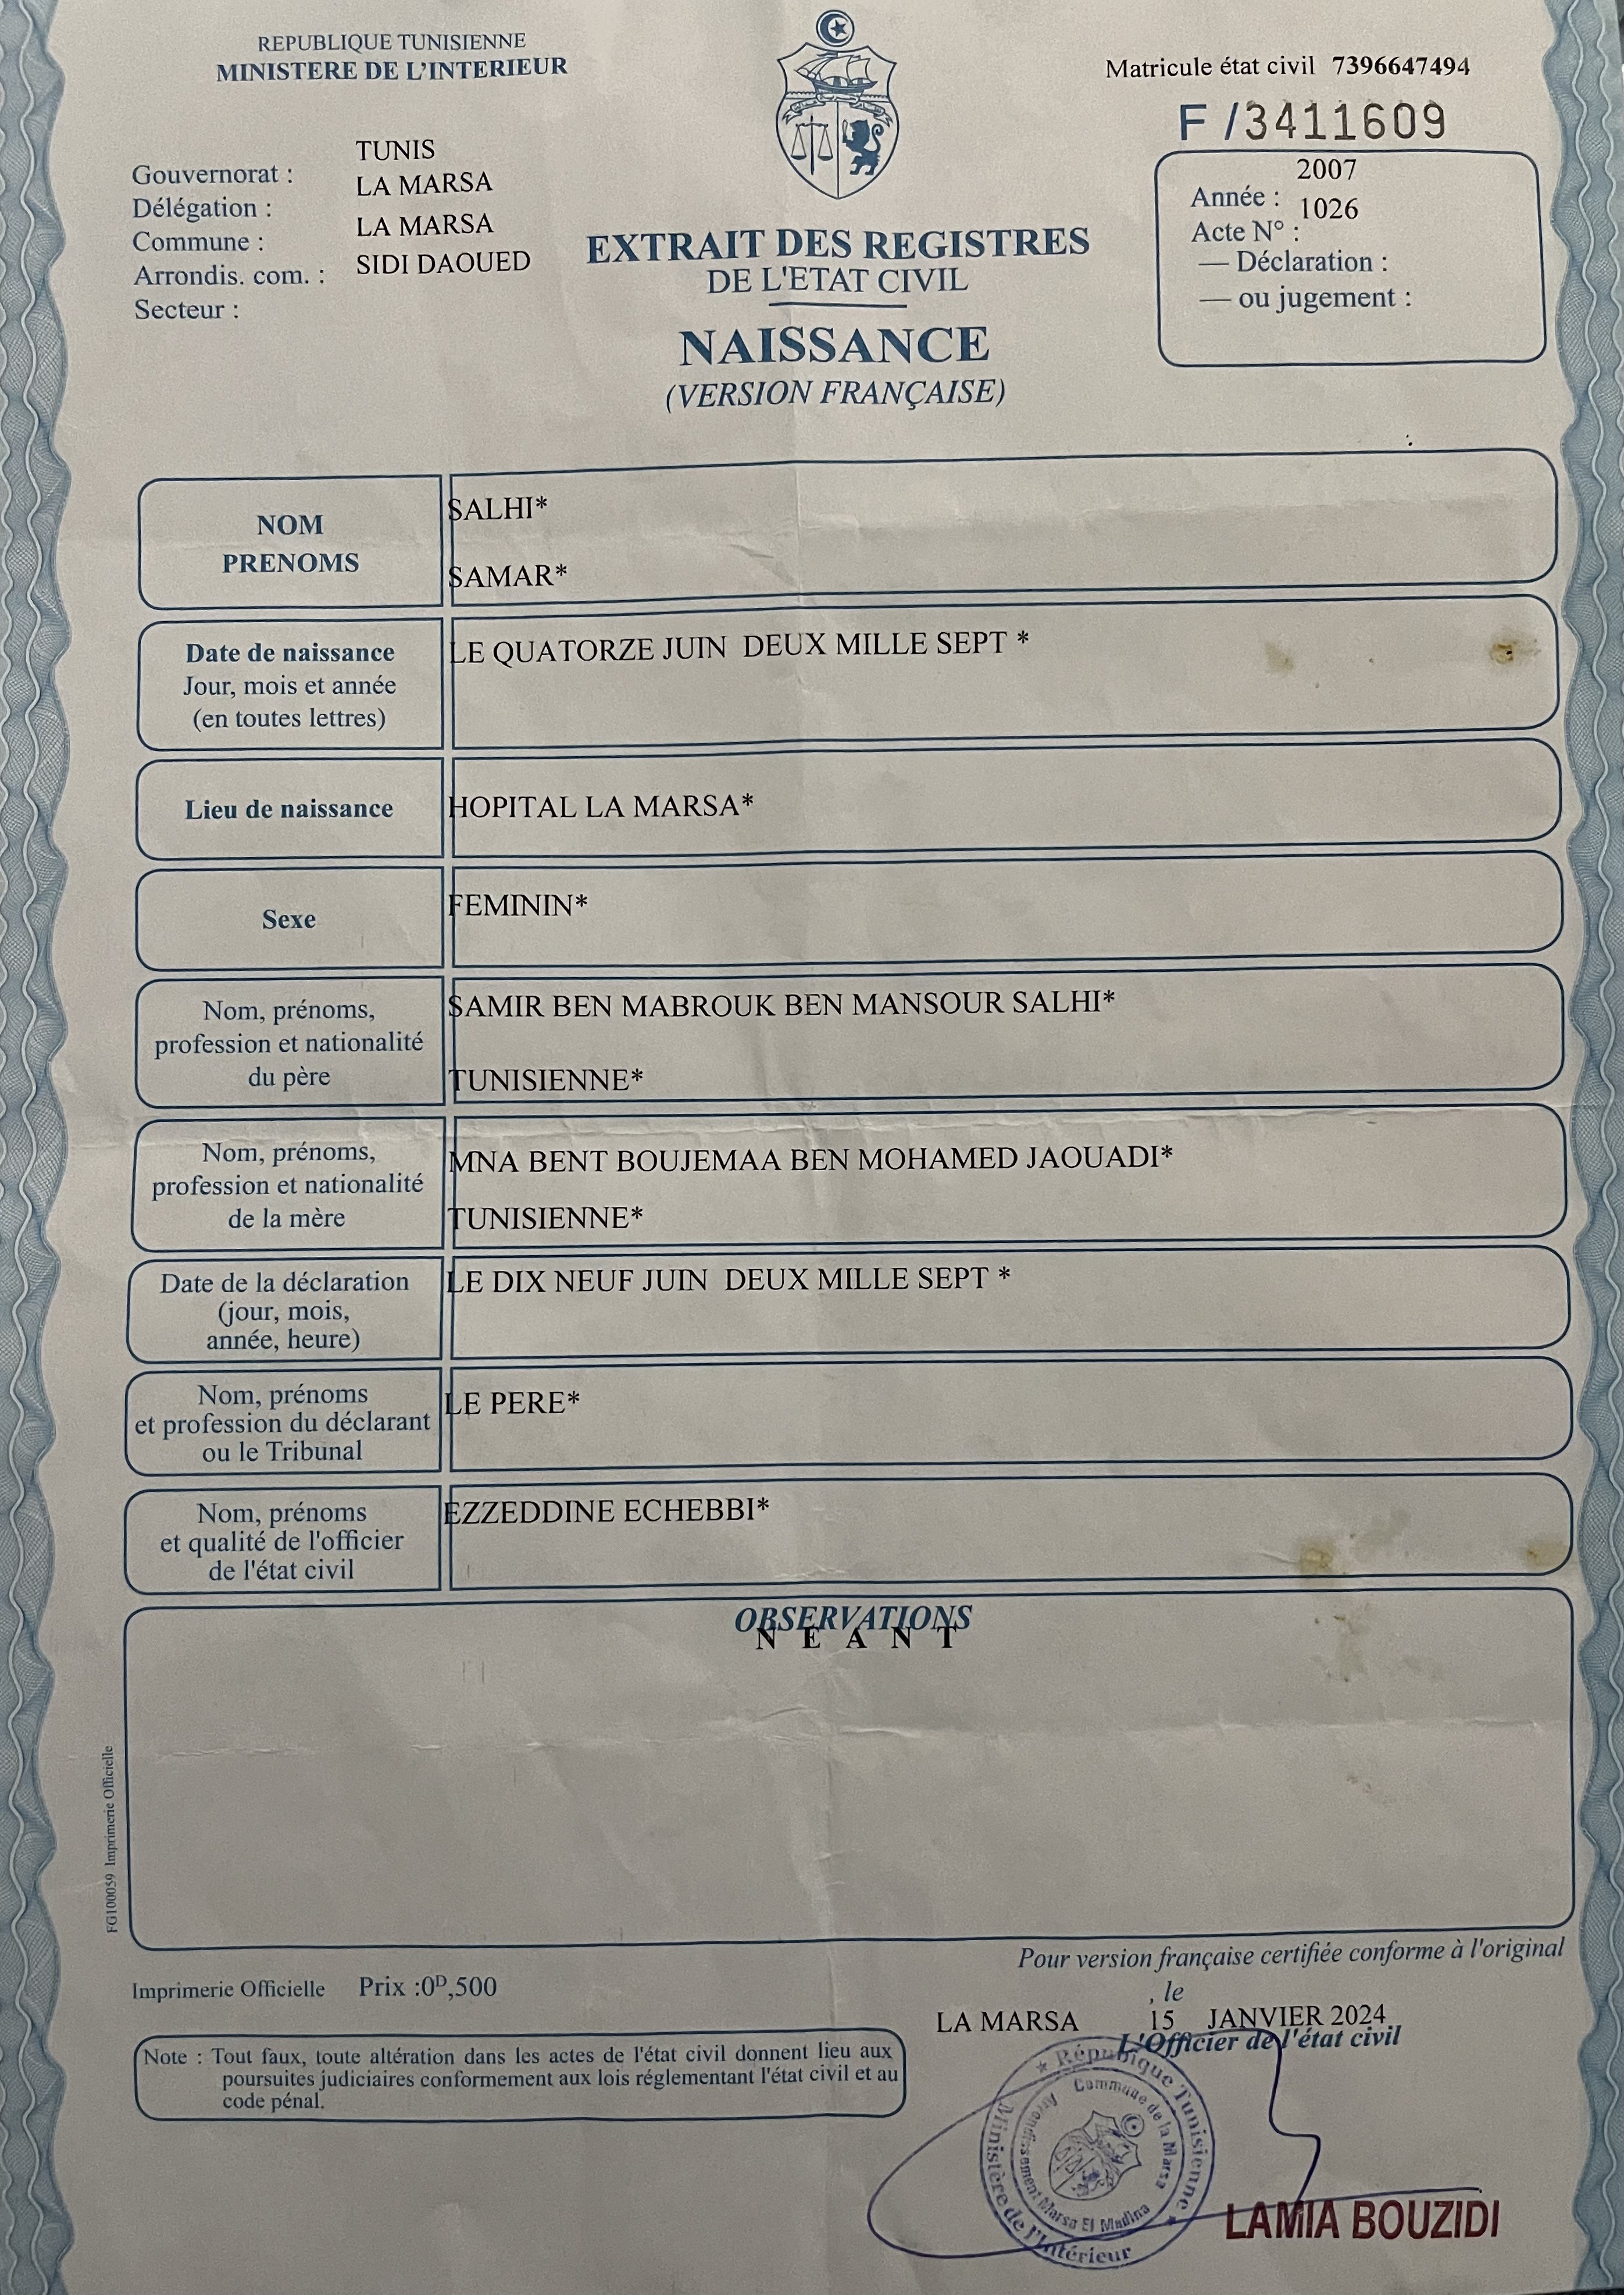 REPUBLIQUE TUNISIENNE
MINISTERE DE L'INTERIEUR
Matricule état civil 7396647494
F /3411609
Gouvernorat : TUNIS
Délégation : LA MARSA
Commune : LA MARSA
Arrondis. com. : SIDI DAOUED
Secteur :
2007
Année :
1026
Acte N° :
— Déclaration :
— ou jugement :
EXTRAIT DES REGISTRES
DE L'ETAT CIVIL
NAISSANCE
(VERSION FRANÇAISE)
NOM
PRENOMS
SALHI*
SAMAR*
Date de naissance
Jour, mois et année
(en toutes lettres)
LE QUATORZE JUIN DEUX MILLE SEPT *
Lieu de naissance
HOPITAL LA MARSA*
Sexe
FEMININ*
Nom, prénoms,
profession et nationalité
du père
SAMIR BEN MABROUK BEN MANSOUR SALHI*
TUNISIENNE*
Nom, prénoms,
profession et nationalité
de la mère
MNA BENT BOUJEMAA BEN MOHAMED JAOUADI*
TUNISIENNE*
Date de la déclaration
(jour, mois,
année, heure)
LE DIX NEUF JUIN DEUX MILLE SEPT *
Nom, prénoms
et profession du déclarant
ou le Tribunal
LE PERE*
Nom, prénoms
et qualité de l'officier
de l'état civil
EZZEDDINE ECHEBBI*
OBSERVATIONS
N E A N T
FG100059 Imprimerie Officielle
Pour version française certifiée conforme à l'original
Imprimerie Officielle Prix :0ᴰ,500
, le
LA MARSA 15 JANVIER 2024
L'Officier de l'état civil
Note : Tout faux, toute altération dans les actes de l'état civil donnent lieu aux
poursuites judiciaires conformement aux lois réglementant l'état civil et au
code pénal.
République Tunisienne
Ministère de l'Intérieur
Commune de la Marsa
Arrondissement Marsa El Madina
LAMIA BOUZIDI